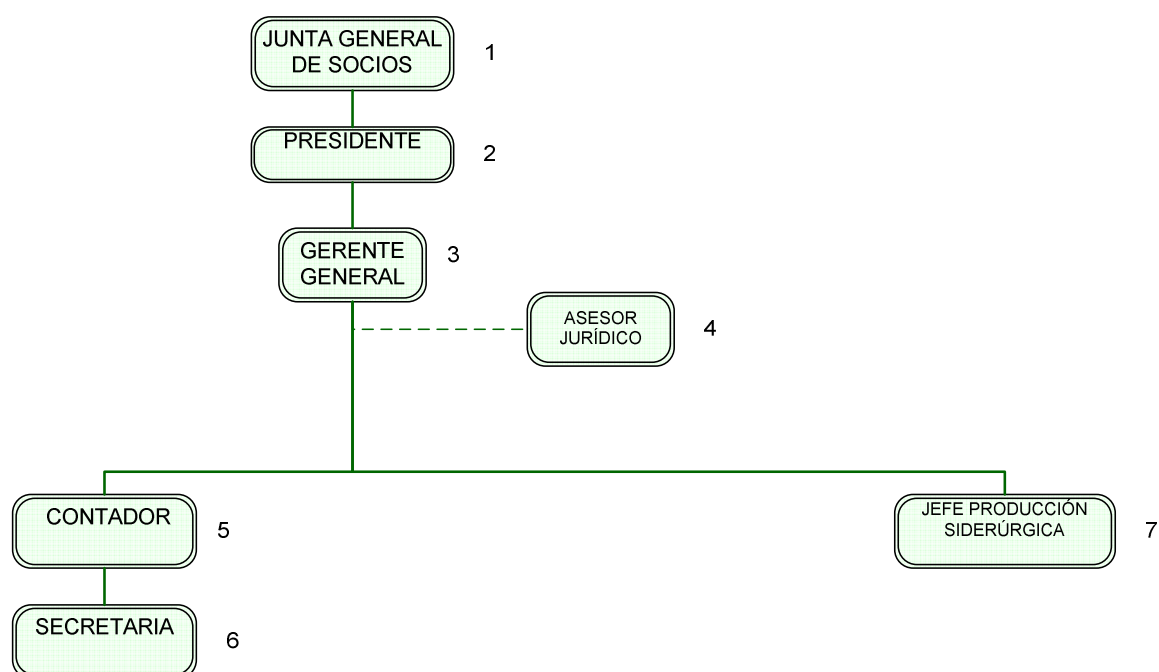 JUNTA GENERAL
DE SOCIOS
1
PRESIDENTE
2
GERENTE
GENERAL
3
ASESOR
JURÍDICO
4
CONTADOR
5
JEFE PRODUCCIÓN
SIDERÚRGICA
7
SECRETARIA
6